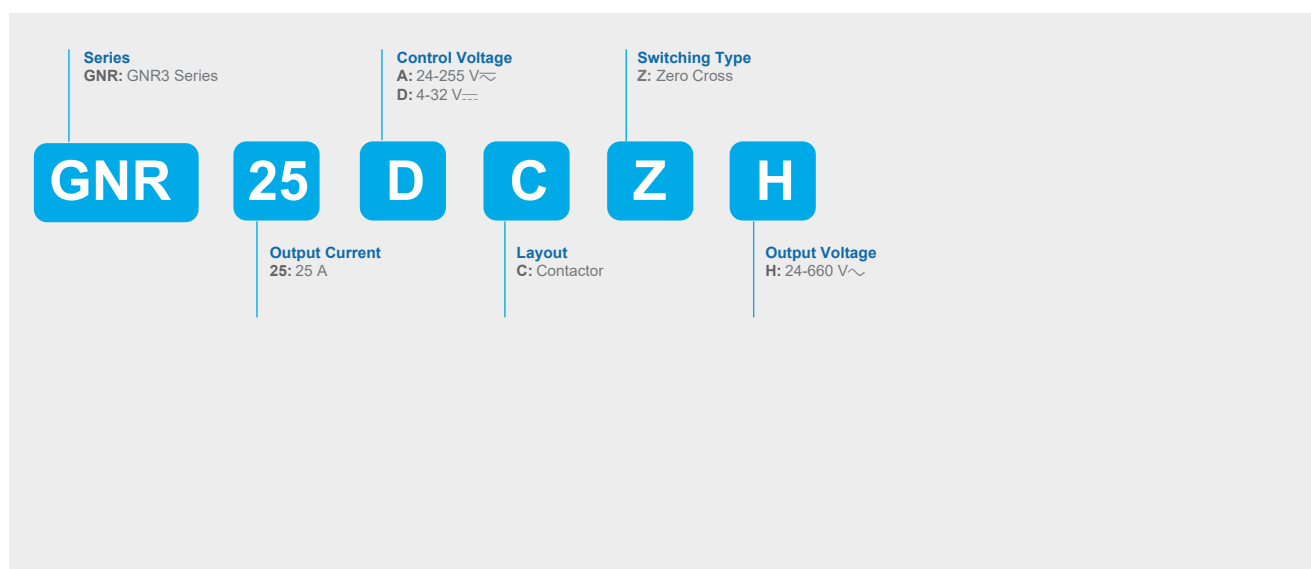 Series
GNR: GNR3 Series
Control Voltage
A: 24-255 V⏦
D: 4-32 V⎓
Switching Type
Z: Zero Cross
GNR 25 D C Z H
Output Current
25: 25 A
Layout
C: Contactor
Output Voltage
H: 24-660 V∿